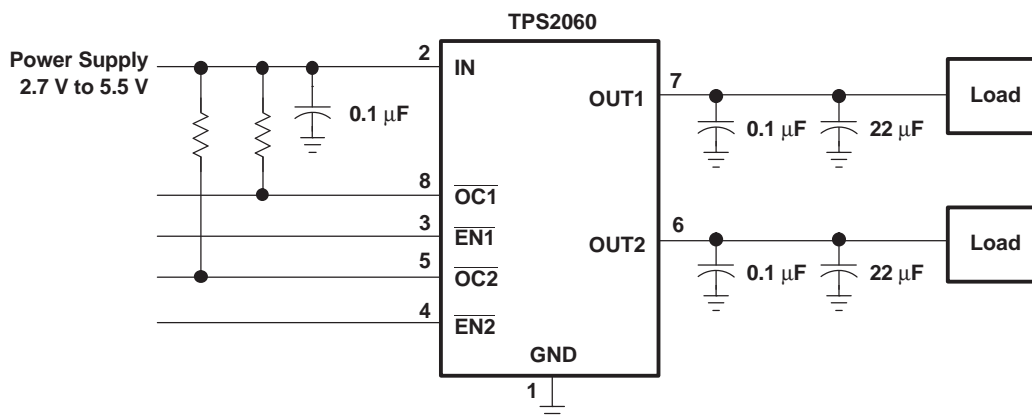 TPS2060
Power Supply
2.7 V to 5.5 V
2
IN
0.1 μF
OUT1
7
0.1 μF
22 μF
Load
8
OC1
3
EN1
5
OC2
4
EN2
OUT2
6
0.1 μF
22 μF
Load
GND
1